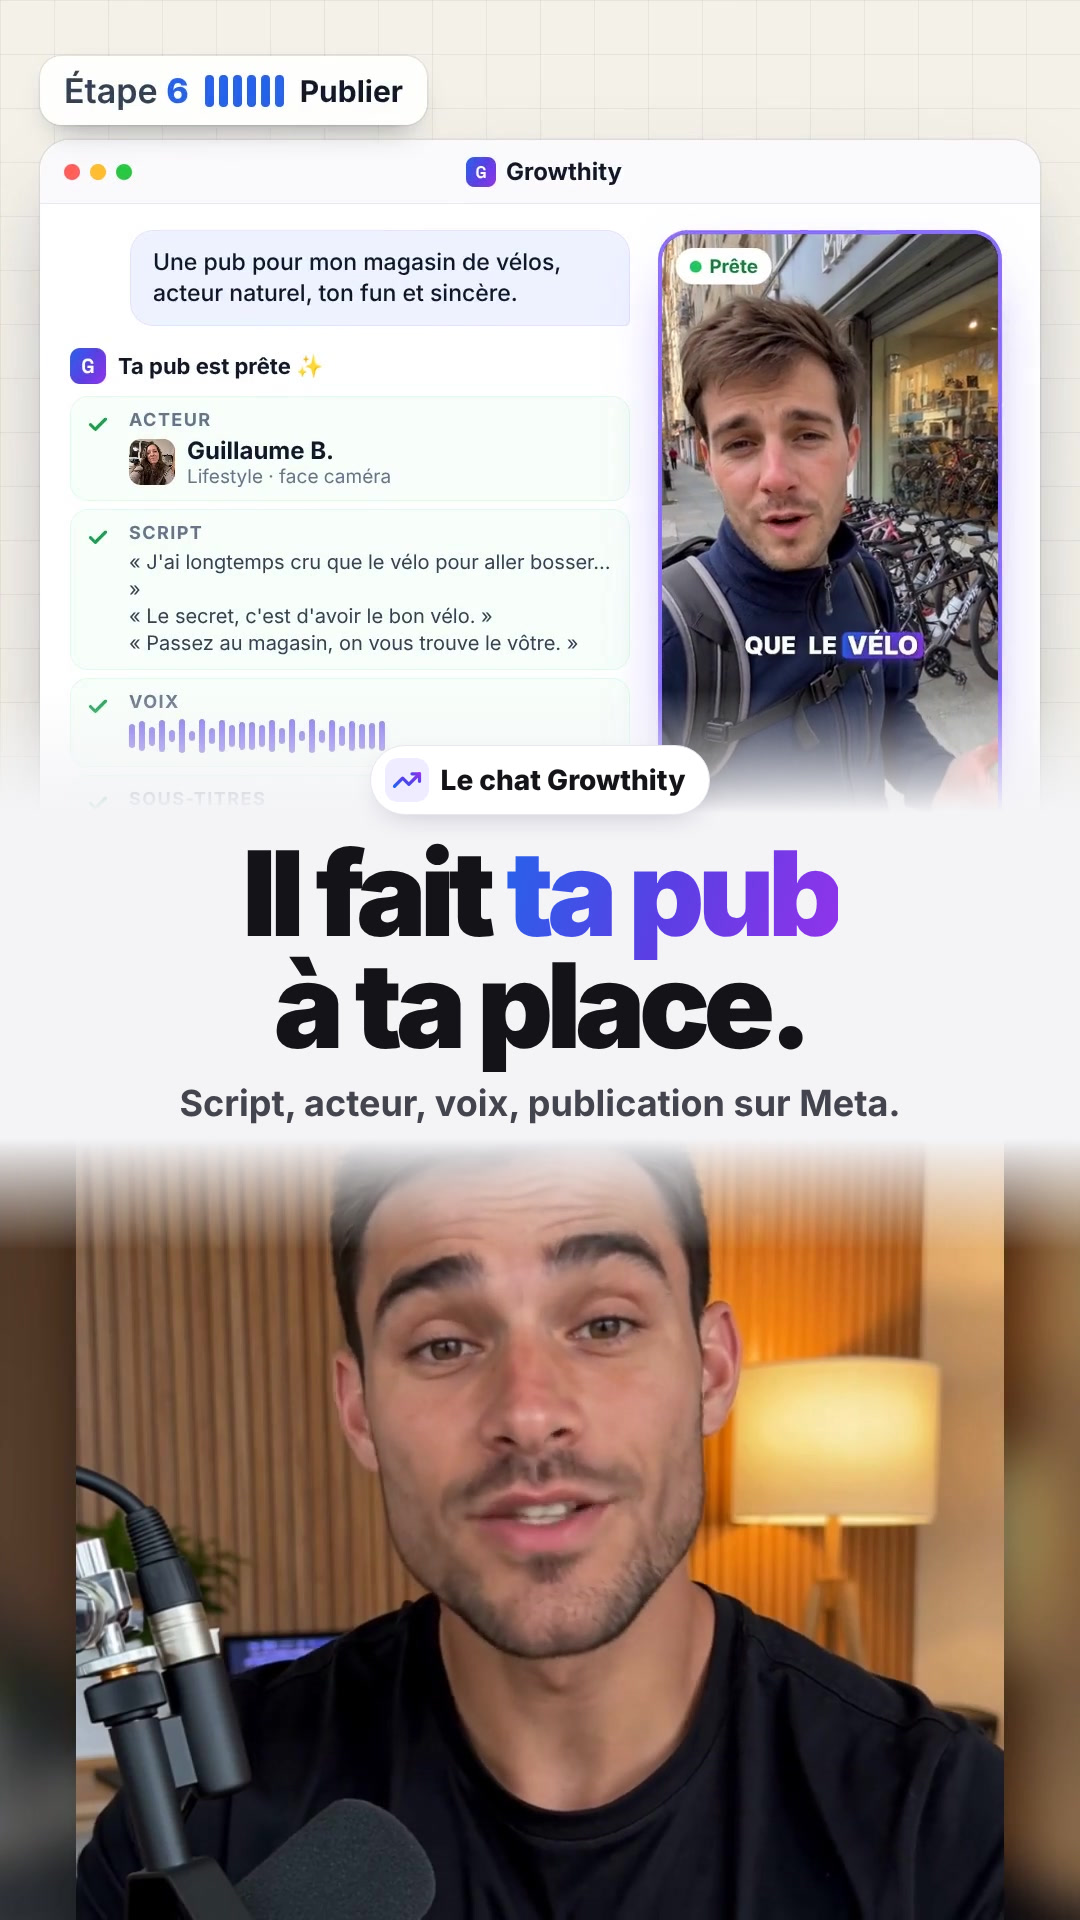 Étape 6 Publier
G Growthity
Une pub pour mon magasin de vélos,
acteur naturel, ton fun et sincère.
G Ta pub est prête ✨
ACTEUR
Guillaume B.
Lifestyle · face caméra
SCRIPT
« J'ai longtemps cru que le vélo pour aller bosser...
»
« Le secret, c'est d'avoir le bon vélo. »
« Passez au magasin, on vous trouve le vôtre. »
VOIX
SOUS-TITRES
Prête
QUE LE VÉLO
Le chat Growthity
Il fait ta pub
à ta place.
Script, acteur, voix, publication sur Meta.